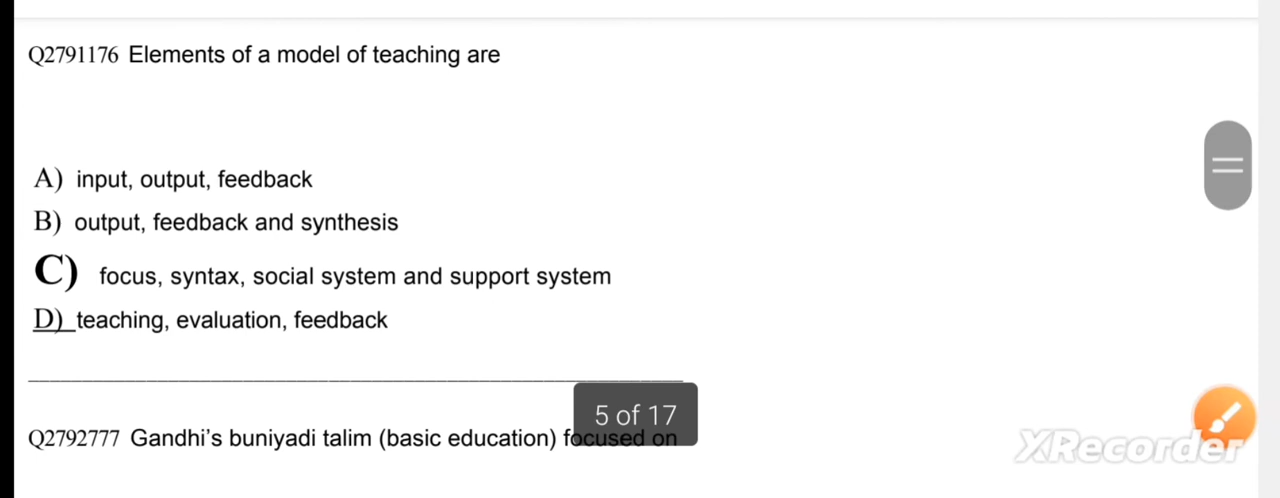 Q2791176 Elements of a model of teaching are
A) input, output, feedback
B) output, feedback and synthesis
C) focus, syntax, social system and support system
D) teaching, evaluation, feedback
5 of 17
Q2792777 Gandhi's buniyadi talim (basic education) focused on
XRecorder